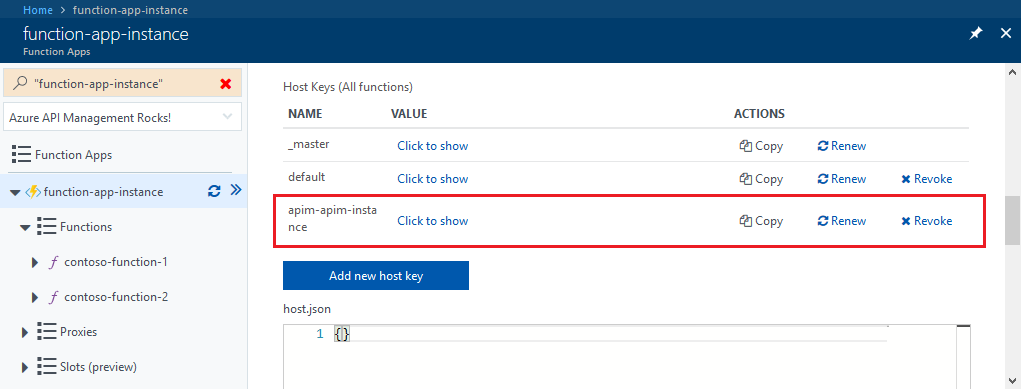 Home > function-app-instance
function-app-instance
Function Apps
"function-app-instance"
Azure API Management Rocks!
Function Apps
function-app-instance
Functions
contoso-function-1
contoso-function-2
Proxies
Slots (preview)
Host Keys (All functions)
NAME VALUE ACTIONS
_master Click to show Copy Renew
default Click to show Copy Renew Revoke
apim-apim-insta
nce Click to show Copy Renew Revoke
Add new host key
host.json
1 {}